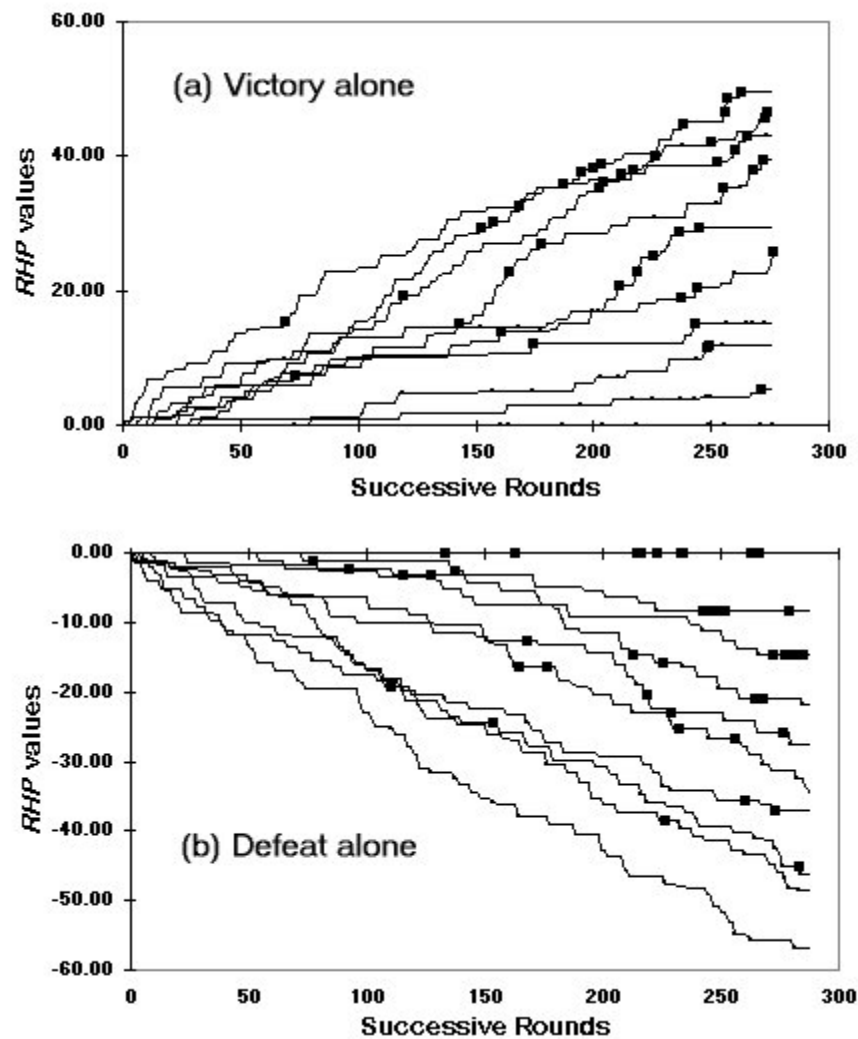 60.00
(a) Victory alone
40.00
RHP values
20.00
0.00
0 50 100 150 200 250 300
Successive Rounds
0.00
-10.00
-20.00
RHP values
-30.00
-40.00
(b) Defeat alone
-50.00
-60.00
0 50 100 150 200 250 300
Successive Rounds